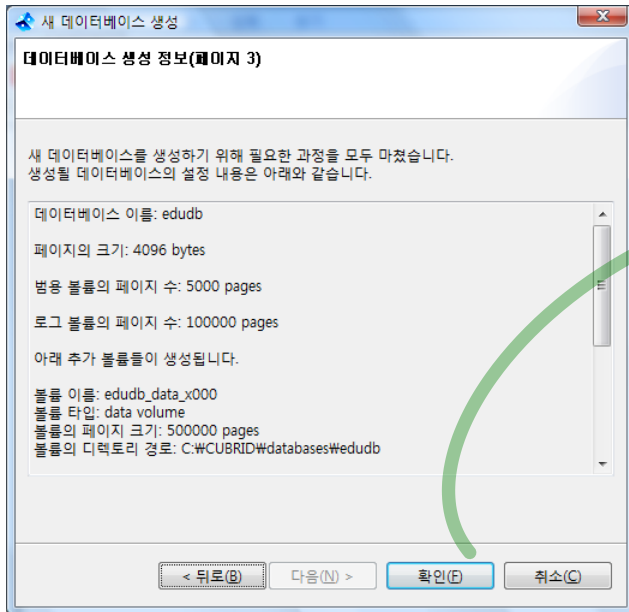 새 데이터베이스 생성
데이터베이스 생성 정보(페이지 3)
새 데이터베이스를 생성하기 위해 필요한 과정을 모두 마쳤습니다.
생성될 데이터베이스의 설정 내용은 아래와 같습니다.
데이터베이스 이름: edudb
페이지의 크기: 4096 bytes
범용 볼륨의 페이지 수: 5000 pages
로그 볼륨의 페이지 수: 100000 pages
아래 추가 볼륨들이 생성됩니다.
볼륨 이름: edudb_data_x000
볼륨 타입: data volume
볼륨의 페이지 크기: 500000 pages
볼륨의 디렉토리 경로: C:₩CUBRID₩databases₩edudb
< 뒤로(B) 다음(N) > 확인(F) 취소(C)